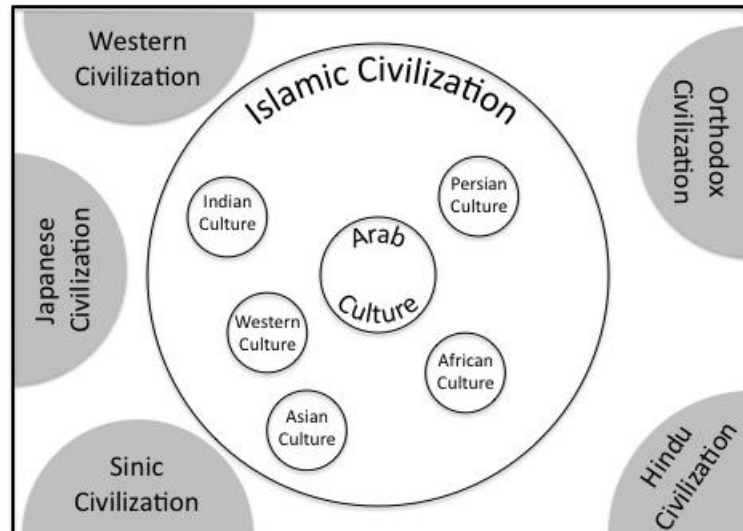 Western
Civilization
Islamic Civilization
Orthodox
Civilization
Japanese
Civilization
Indian
Culture
Persian
Culture
Arab
Culture
Western
Culture
African
Culture
Asian
Culture
Sinic
Civilization
Hindu
Civilization